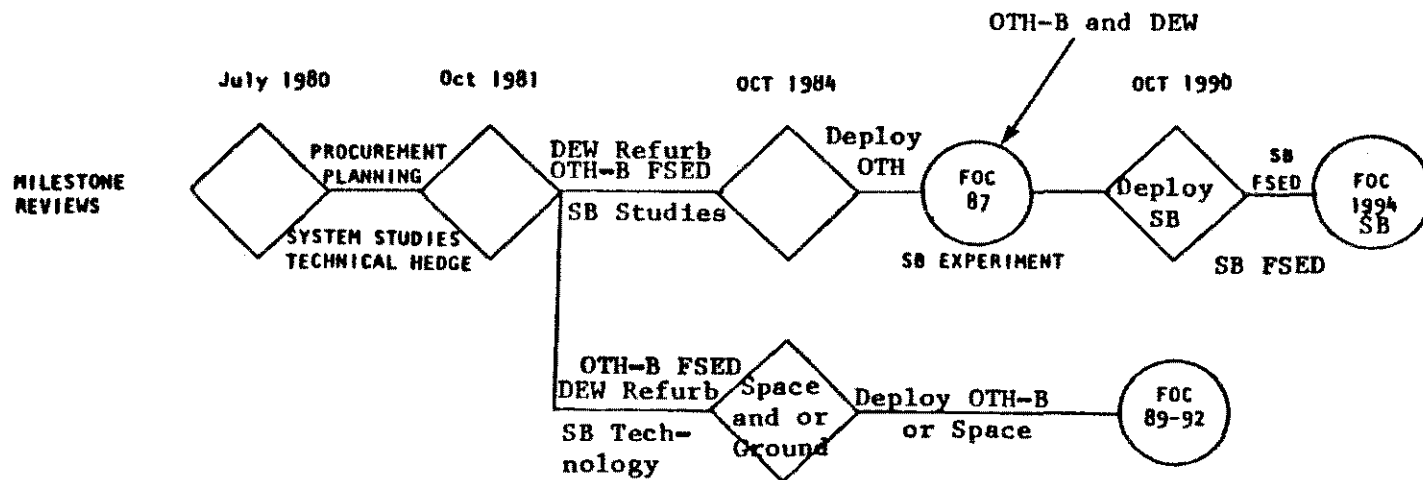 OTH-B and DEW
July 1980
Oct 1981
OCT 1984
OCT 1990
MILESTONE
REVIEWS
PROCUREMENT
PLANNING
SYSTEM STUDIES
TECHNICAL HEDGE
DEW Refurb
OTH-B FSED
SB Studies
Deploy
OTH
FOC
87
SB EXPERIMENT
Deploy
SB
SB
FSED
SB FSED
FOC
1994
SB
OTH-B FSED
DEW Refurb
SB Tech-
nology
Space
and or
Ground
Deploy OTH-B
or Space
FOC
89-92